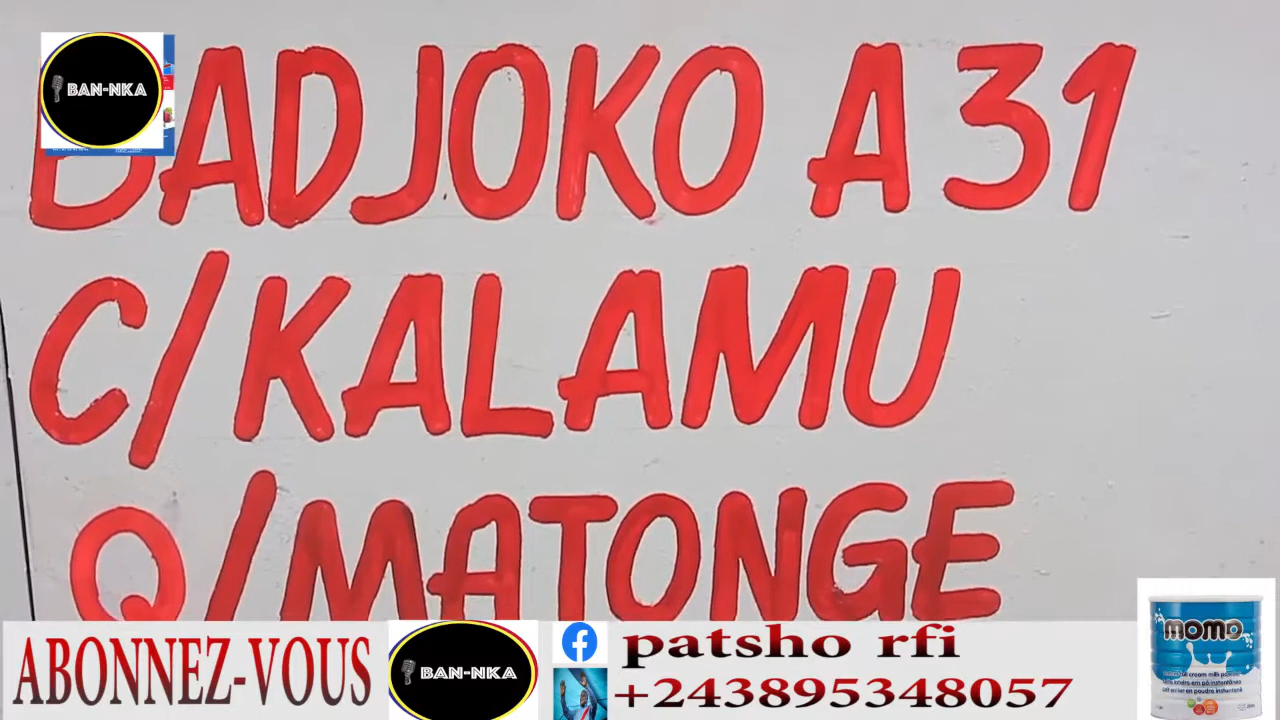 BAN-NKA
BADJOKO A 31
C/KALAMU
Q/MATONGE
ABONNEZ-VOUS
BAN-NKA
patsho rfi
+243895348057
momo